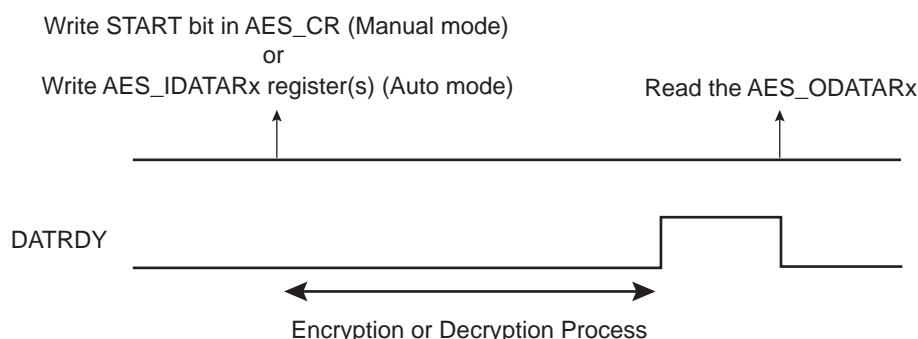 Write START bit in AES_CR (Manual mode)
or
Write AES_IDATARx register(s) (Auto mode)
Read the AES_ODATARx
DATRDY
Encryption or Decryption Process